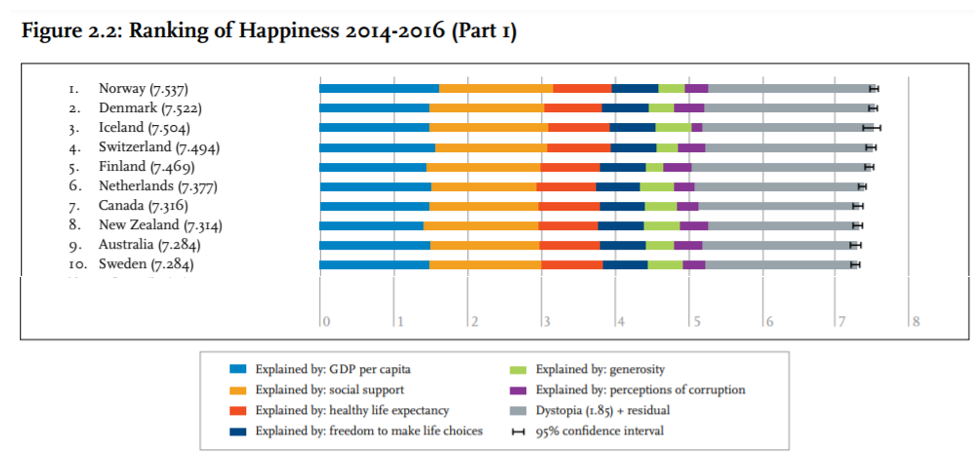 Figure 2.2: Ranking of Happiness 2014-2016 (Part 1)
1. Norway (7.537)
2. Denmark (7.522)
3. Iceland (7.504)
4. Switzerland (7.494)
5. Finland (7.469)
6. Netherlands (7.377)
7. Canada (7.316)
8. New Zealand (7.314)
9. Australia (7.284)
10. Sweden (7.284)
0 1 2 3 4 5 6 7 8
Explained by: GDP per capita
Explained by: social support
Explained by: healthy life expectancy
Explained by: freedom to make life choices
Explained by: generosity
Explained by: perceptions of corruption
Dystopia (1.85) + residual
95% confidence interval